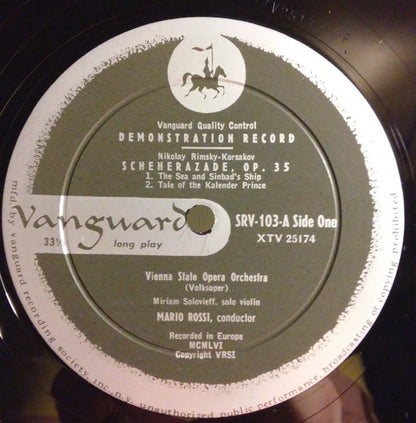 Vanguard Quality Control
DEMONSTRATION RECORD
Nikolay Rimsky-Korsakov
SCHEHERAZADE, OP. 35
1. The Sea and Sinbad's Ship
2. Tale of the Kalender Prince
Vanguard
33⅓ long play
SRV-103-A Side One
XTV 25174
Vienna State Opera Orchestra
(Volksoper)
Miriam Solovieff, solo violin
MARIO ROSSI, conductor
Recorded in Europe
MCMLVI
Copyright VRSI
mfd. by vanguard recording society, inc., n.y. unauthorized public performance, broadcasting or copying prohibited